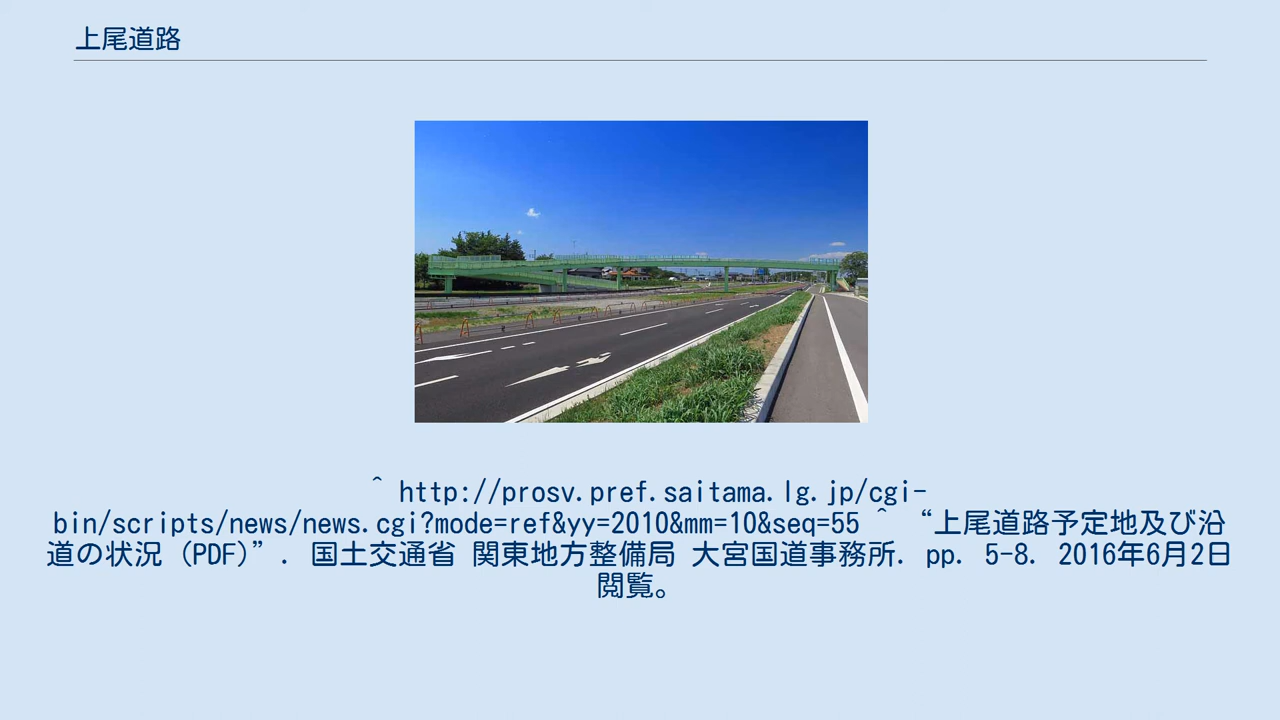 上尾道路
^ http://prosv.pref.saitama.lg.jp/cgi-
bin/scripts/news/news.cgi?mode=ref&yy=2010&mm=10&seq=55 ^ “上尾道路予定地及び沿
道の状況 (PDF)”. 国土交通省 関東地方整備局 大宮国道事務所. pp. 5-8. 2016年6月2日
閲覧。